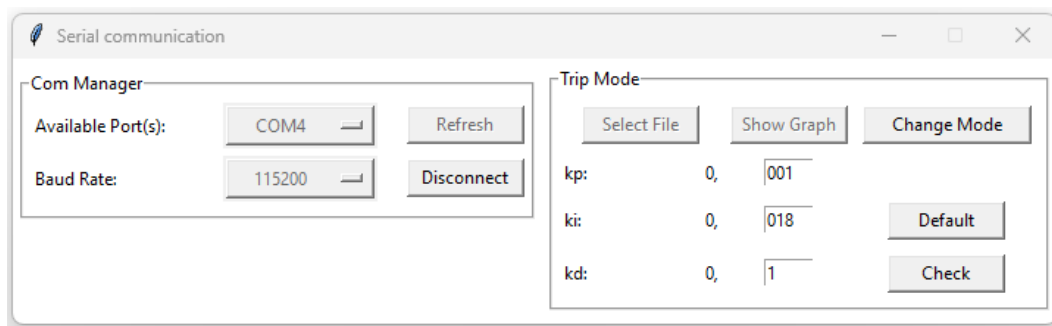 Serial communication
Com Manager
Available Port(s): COM4 Refresh
Baud Rate: 115200 Disconnect
Trip Mode
Select File Show Graph Change Mode
kp: 0, 001
ki: 0, 018 Default
kd: 0, 1 Check